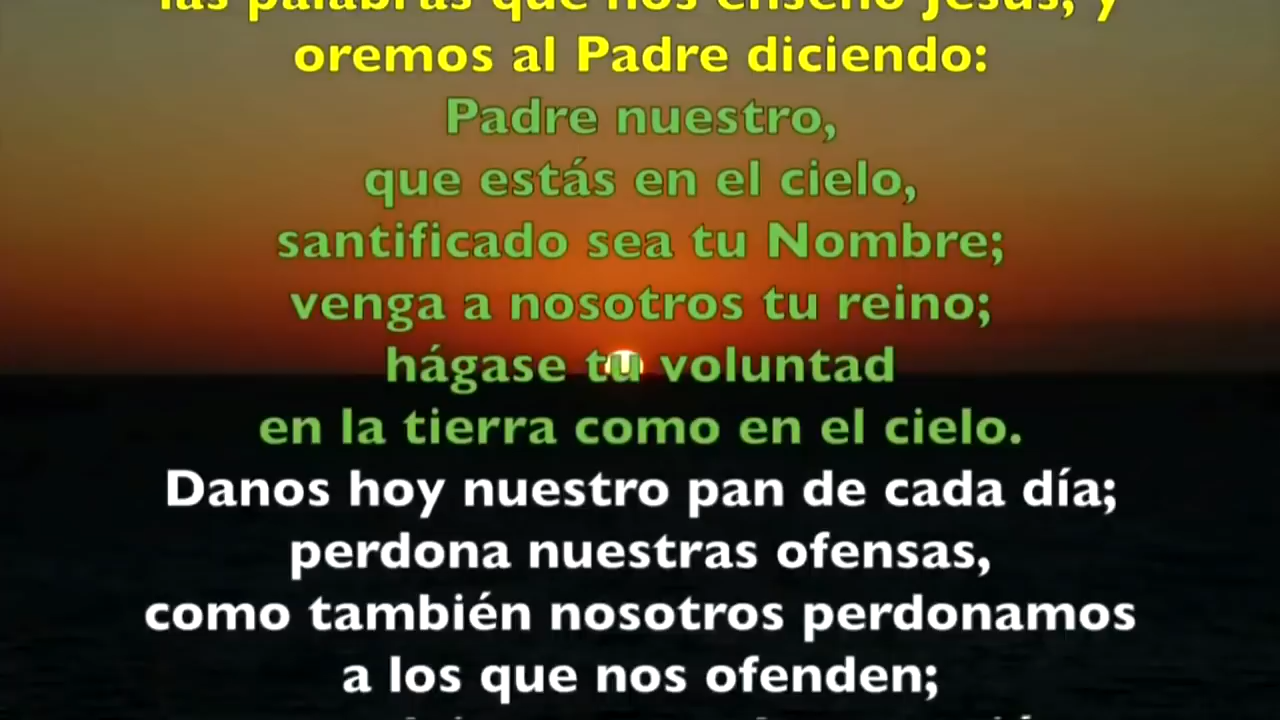 las palabras que nos enseñó Jesús, y
oremos al Padre diciendo:
Padre nuestro,
que estás en el cielo,
santificado sea tu Nombre;
venga a nosotros tu reino;
hágase tu voluntad
en la tierra como en el cielo.
Danos hoy nuestro pan de cada día;
perdona nuestras ofensas,
como también nosotros perdonamos
a los que nos ofenden;